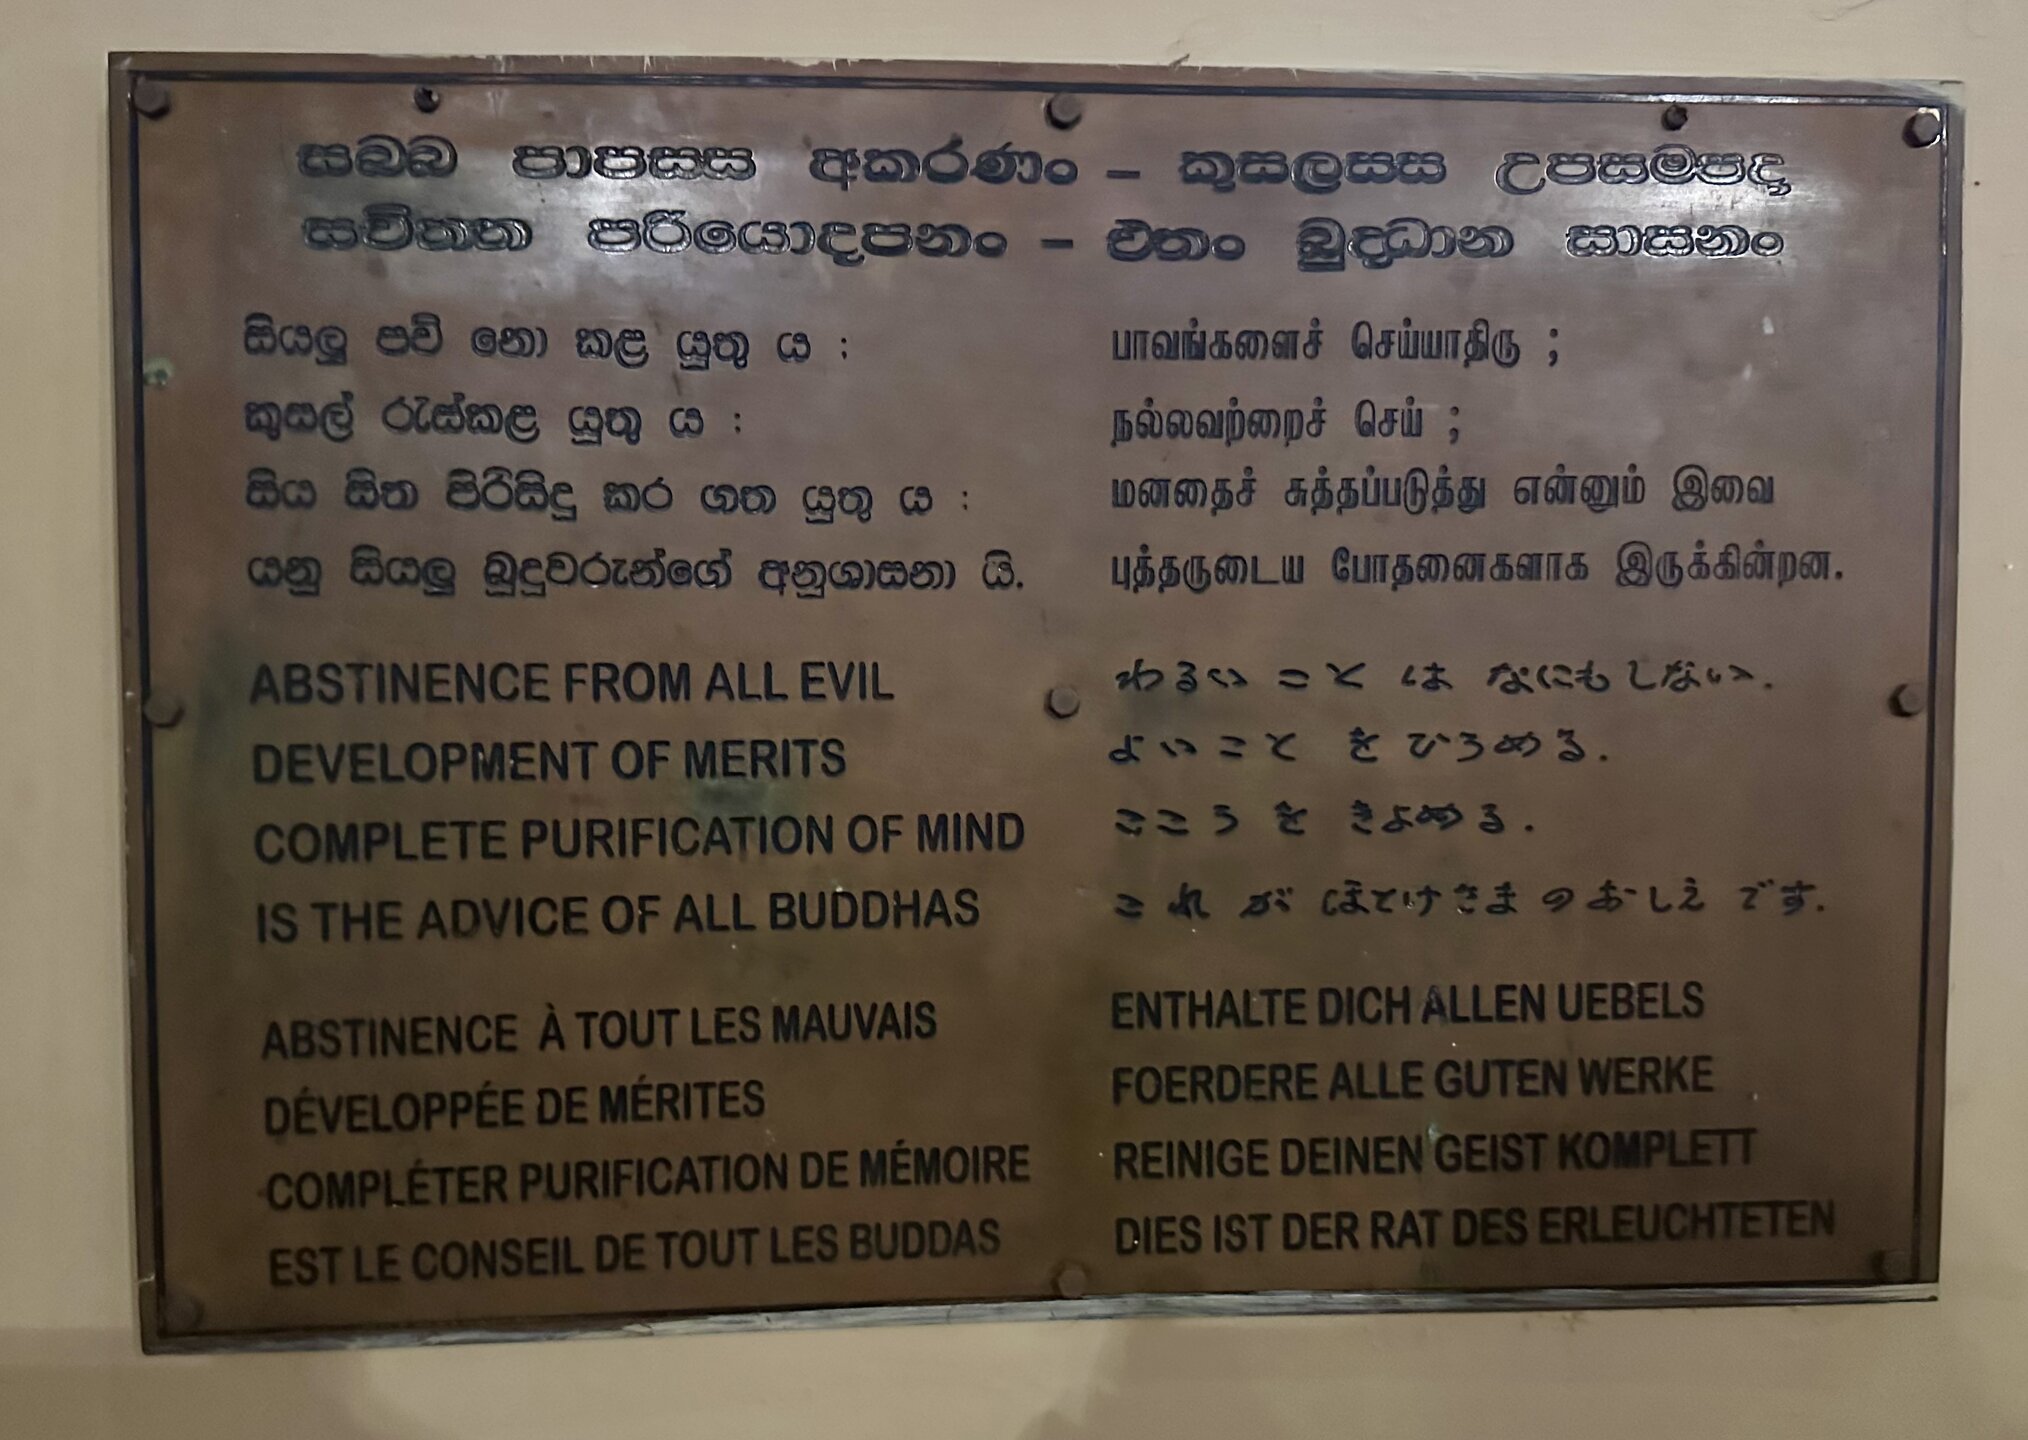 සබබ පාපසස අකරණං – කුසලසස උපසමපදා
සචිතත පරියොදපනං – එතං බුද්ධාන සාසනං
සියලු පව් නො කළ යුතු ය :
කුසල් රැස්කළ යුතු ය :
සිය සිත පිරිසිදු කර ගත යුතු ය :
යනු සියලු බුදුවරුන්ගේ අනුශාසනා යි.
பாவங்களைச் செய்யாதிரு ;
நல்லவற்றைச் செய் ;
மனதைச் சுத்தப்படுத்து என்னும் இவை
புத்தருடைய போதனைகளாக இருக்கின்றன.
ABSTINENCE FROM ALL EVIL
DEVELOPMENT OF MERITS
COMPLETE PURIFICATION OF MIND
IS THE ADVICE OF ALL BUDDHAS
わるい こと は なにもしない.
よいこと を ひろめる.
こころ を きよめる.
これ が ほとけさまのおしえ です.
ABSTINENCE À TOUT LES MAUVAIS
DÉVELOPPÉE DE MÉRITES
COMPLÉTER PURIFICATION DE MÉMOIRE
EST LE CONSEIL DE TOUT LES BUDDAS
ENTHALTE DICH ALLEN UEBELS
FOERDERE ALLE GUTEN WERKE
REINIGE DEINEN GEIST KOMPLETT
DIES IST DER RAT DES ERLEUCHTETEN